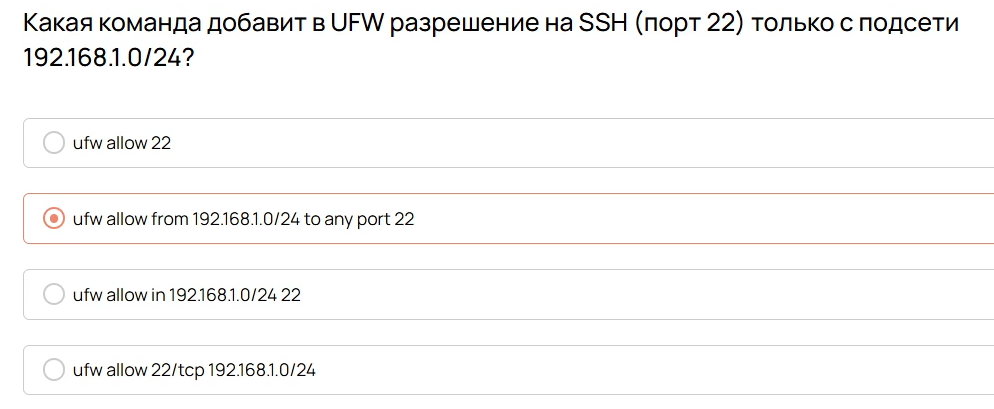 Какая команда добавит в UFW разрешение на SSH (порт 22) только с подсети
192.168.1.0/24?
ufw allow 22
ufw allow from 192.168.1.0/24 to any port 22
ufw allow in 192.168.1.0/24 22
ufw allow 22/tcp 192.168.1.0/24